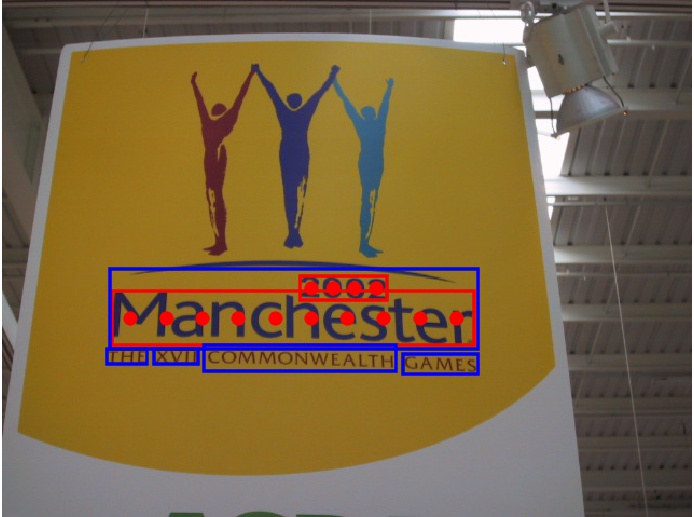 2002
Manchester
THE XVII COMMONWEALTH GAMES